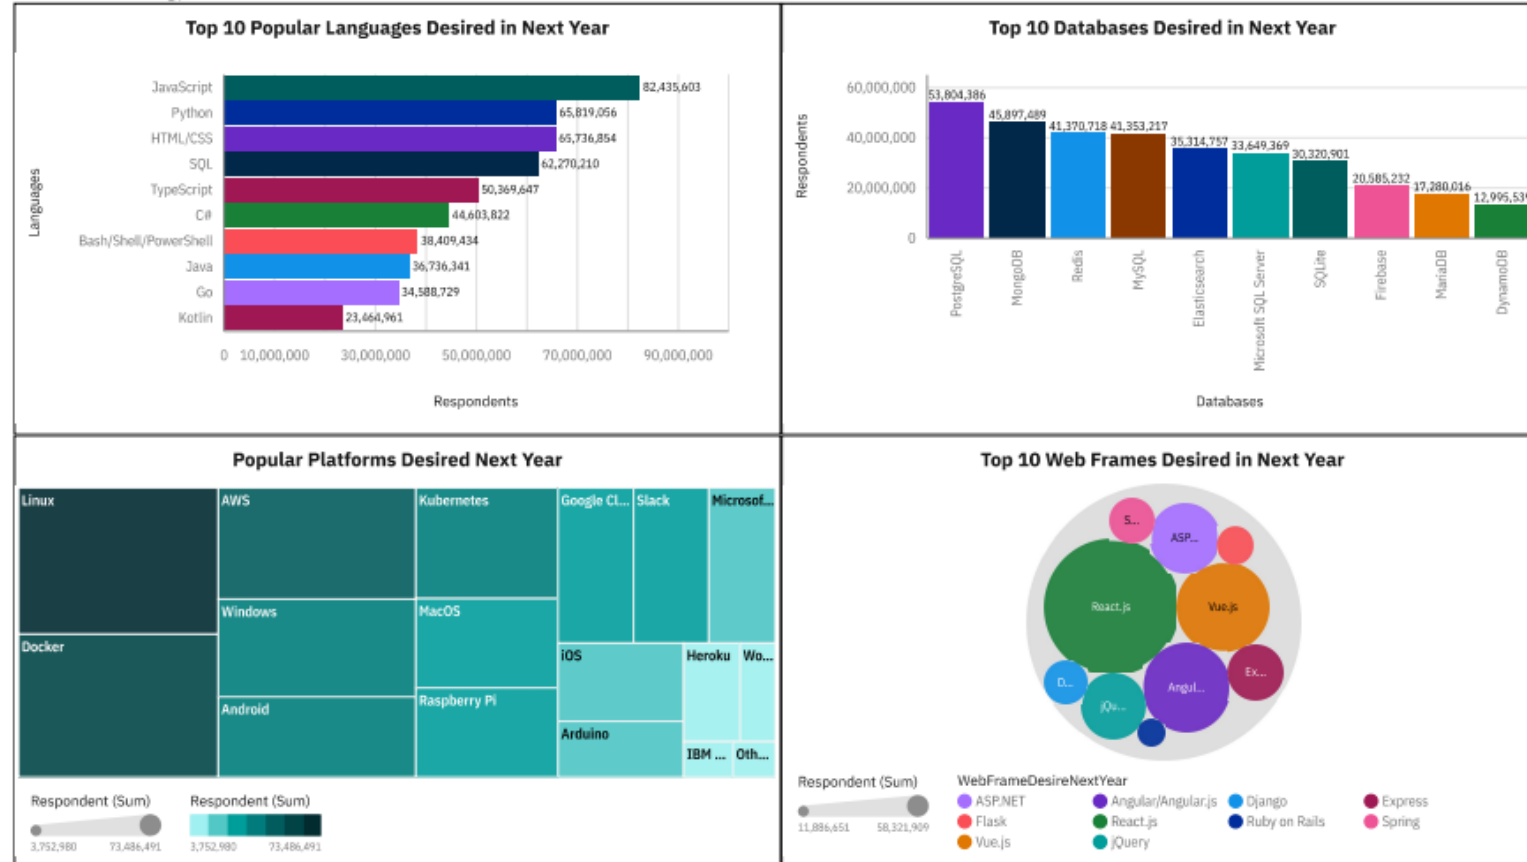 Top 10 Popular Languages Desired in Next Year
Languages
JavaScript 82,435,603
Python 65,819,056
HTML/CSS 65,736,854
SQL 62,270,210
TypeScript 50,369,647
C# 44,603,822
Bash/Shell/PowerShell 38,409,434
Java 36,736,341
Go 34,588,729
Kotlin 23,464,961
0 10,000,000 30,000,000 50,000,000 70,000,000 90,000,000
Respondents
Top 10 Databases Desired in Next Year
Respondents
60,000,000
40,000,000
20,000,000
0
53,804,386
45,897,489
41,370,718
41,353,217
35,314,757
33,649,369
30,320,901
20,585,232
17,280,016
12,995,539
PostgreSQL
MongoDB
Redis
MySQL
Elasticsearch
Microsoft SQL Server
SQLite
Firebase
MariaDB
DynamoDB
Databases
Popular Platforms Desired Next Year
Linux
Docker
AWS
Windows
Android
Kubernetes
MacOS
Raspberry Pi
Google Cl...
Slack
Microsof...
iOS
Arduino
Heroku
Wo...
IBM ...
Oth...
Respondent (Sum)
3,752,980 73,486,491
Respondent (Sum)
3,752,980 73,486,491
Top 10 Web Frames Desired in Next Year
S...
ASP...
React.js
Vue.js
D...
jQu...
Angul...
Ex...
Respondent (Sum)
11,886,651 58,321,909
WebFrameDesireNextYear
ASP.NET Angular/Angular.js Django Express
Flask React.js Ruby on Rails Spring
Vue.js jQuery